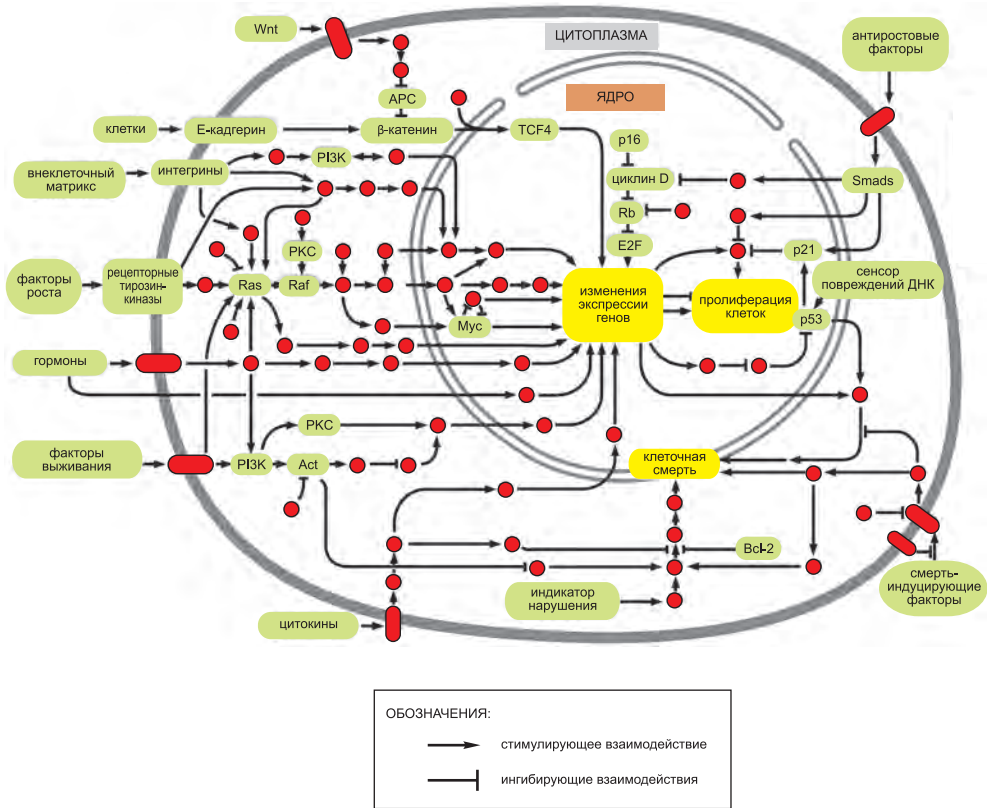 Wnt
ЦИТОПЛАЗМА
антиростовые
факторы
APC
ЯДРО
клетки
Е-кадгерин
β-катенин
TCF4
p16
внеклеточный
матрикс
интегрины
PI3K
циклин D
Smads
Rb
PKC
E2F
p21
факторы
роста
рецепторные
тирозин-
киназы
Ras
Raf
изменения
экспрессии
генов
пролиферация
клеток
сенсор
повреждений ДНК
p53
Myc
гормоны
PKC
факторы
выживания
PI3K
Act
клеточная
смерть
Bcl-2
индикатор
нарушения
смерть-
индуцирующие
факторы
цитокины
ОБОЗНАЧЕНИЯ:
стимулирующее взаимодействие
ингибирующие взаимодействия